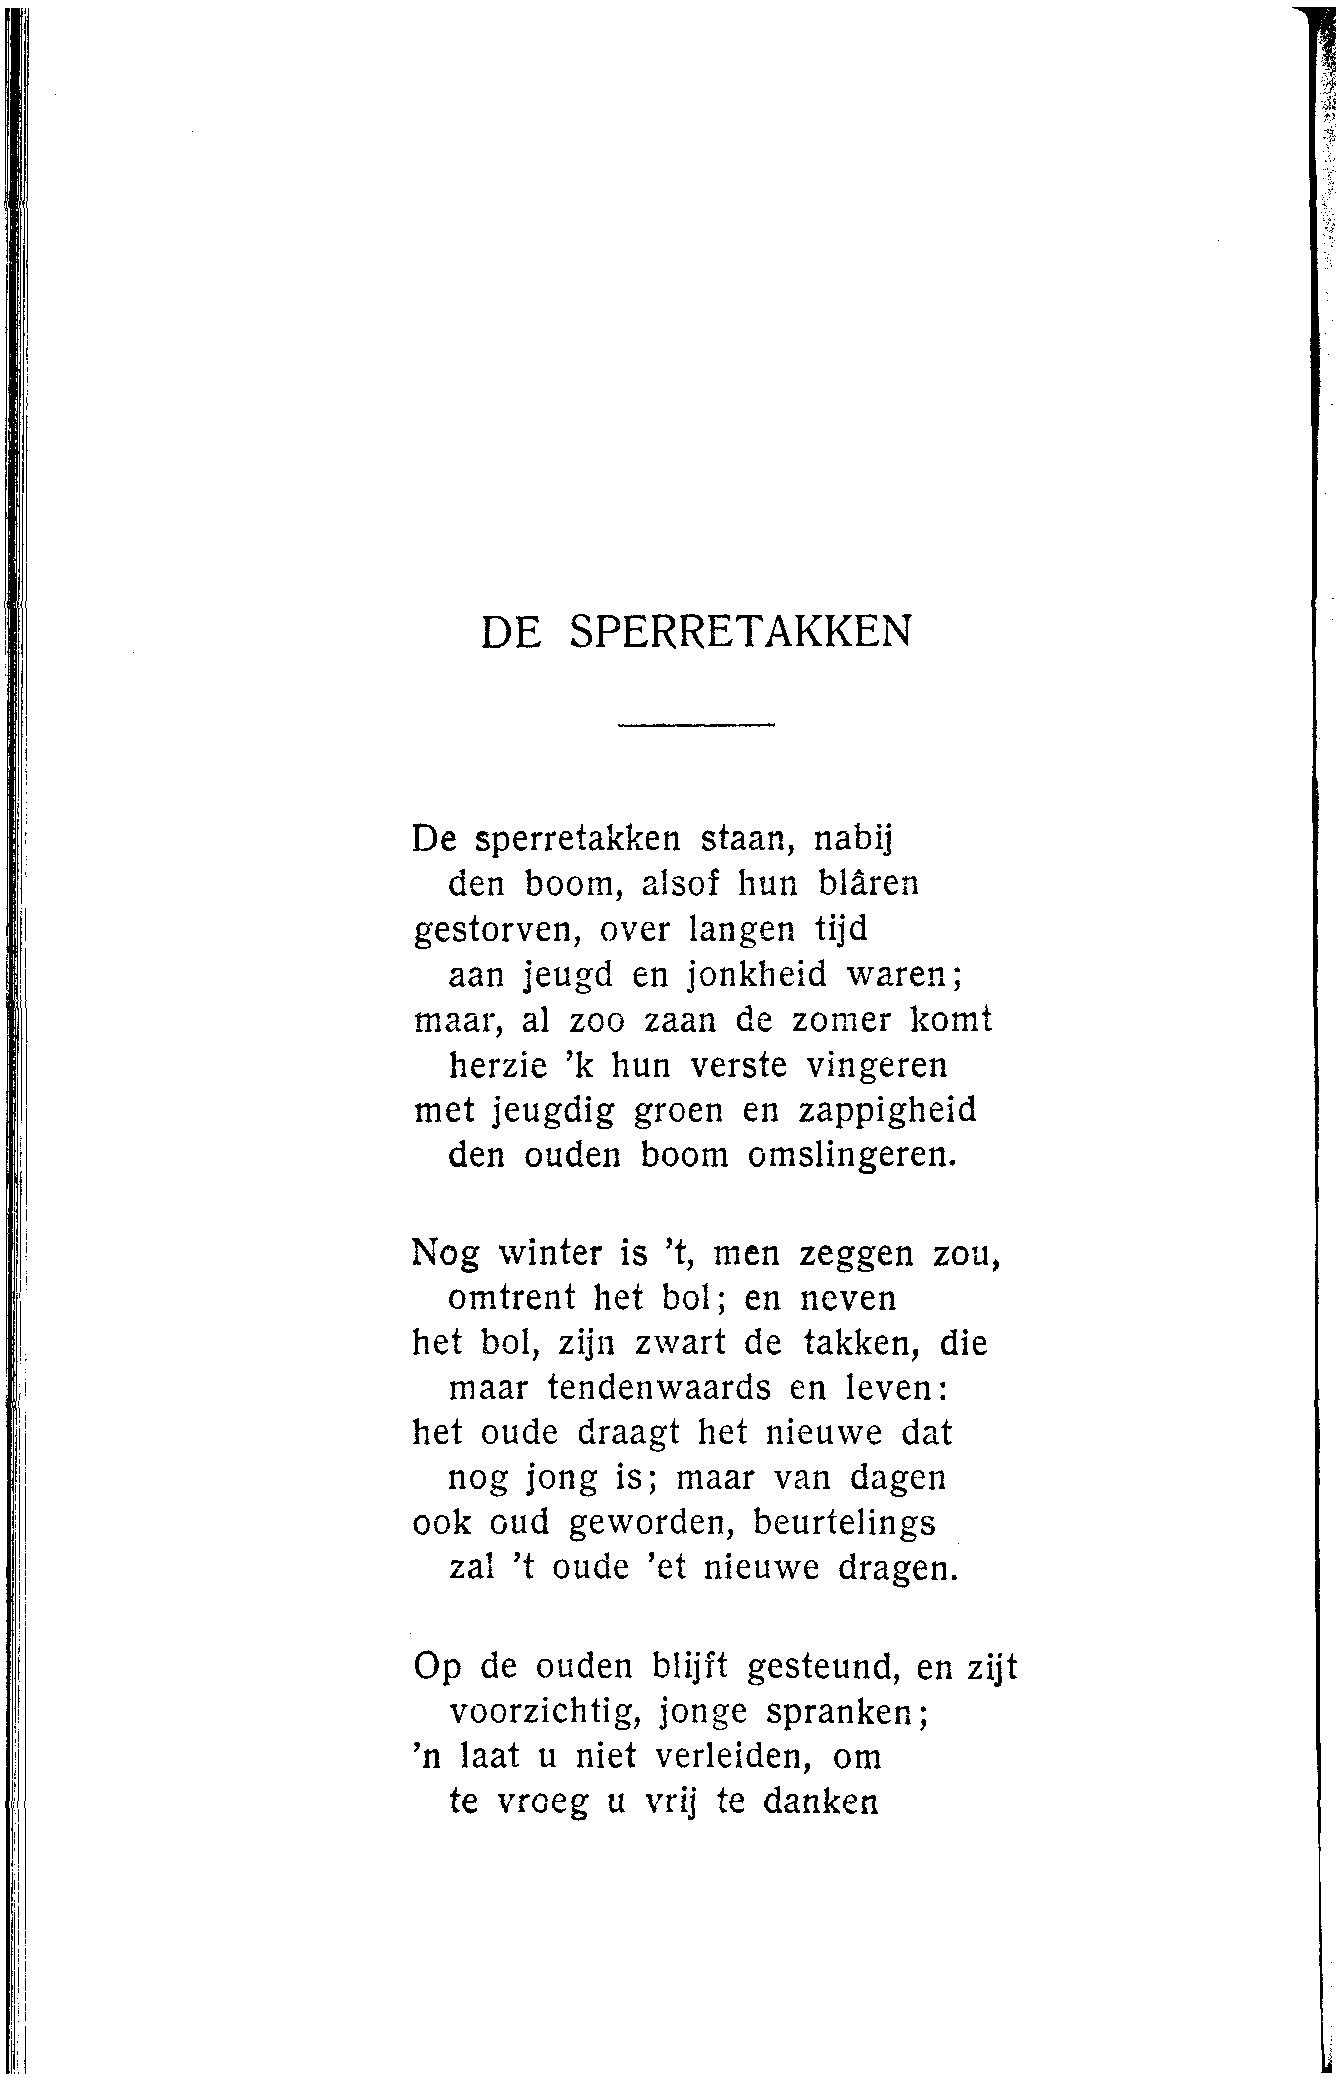 DE SPERRETAKKEN
De sperretakken staan, nabij
den boom, alsof hun blâren
gestorven, over langen tijd
aan jeugd en jonkheid waren;
maar, al zoo zaan de zomer komt
herzie 'k hun verste vingeren
met jeugdig groen en zappigheid
den ouden boom omslingeren.
Nog winter is 't, men zeggen zou,
omtrent het bol; en neven
het bol, zijn zwart de takken, die
maar tendenwaards en leven:
het oude draagt het nieuwe dat
nog jong is; maar van dagen
ook oud geworden, beurtelings
zal 't oude 'et nieuwe dragen.
Op de ouden blijft gesteund, en zijt
voorzichtig, jonge spranken;
'n laat u niet verleiden, om
te vroeg u vrij te danken